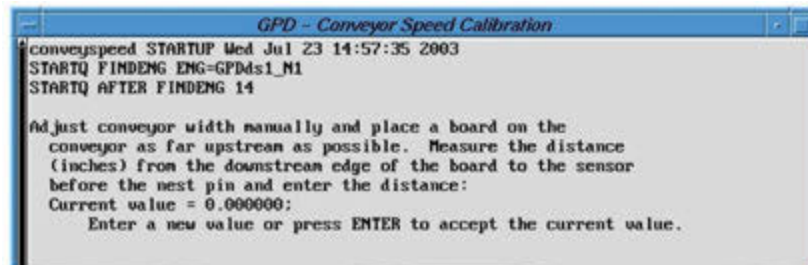 GPD - Conveyor Speed Calibration
conveyspeed STARTUP Wed Jul 23 14:57:35 2003
STARTQ FINDENG ENG=GPDds1_N1
STARTQ AFTER FINDENG 14
Adjust conveyor width manually and place a board on the
conveyor as far upstream as possible. Measure the distance
(inches) from the downstream edge of the board to the sensor
before the nest pin and enter the distance:
Current value = 0.000000:
Enter a new value or press ENTER to accept the current value.